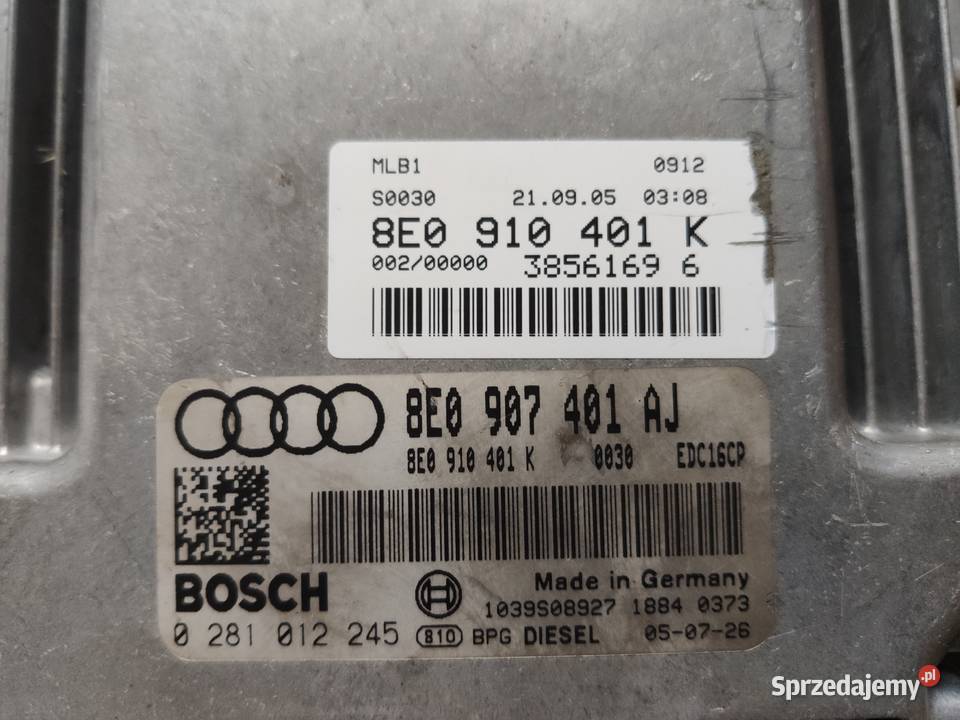 MLB1 0912
S0030 21.09.05 03:08
8E0 910 401 K
002/00000 3856169 6
8E0 907 401 AJ
8E0 910 401 K 0030 EDC16CP
BOSCH
Made in Germany
1039S08927 1884 0373
0 281 012 245 810 BPG DIESEL 05-07-26
Sprzedajemy.pl